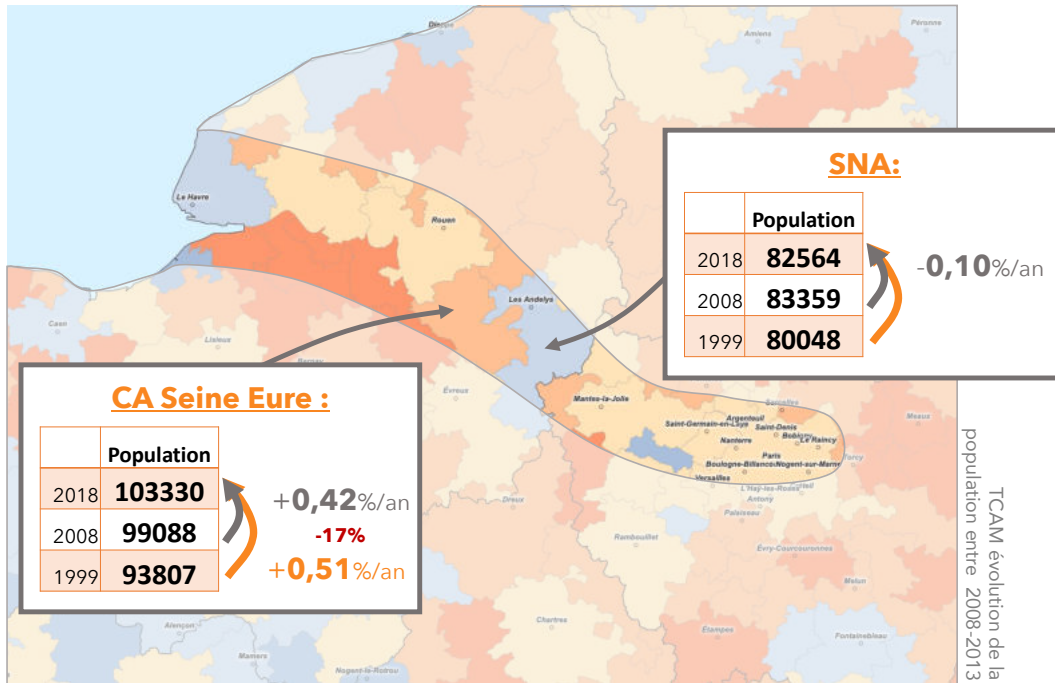 Dieppe
Amiens
Péronne
SNA:
Population
2018 82564
2008 83359
1999 80048
-0,10%/an
Le Havre
Rouen
Les Andelys
Caen
Lisieux
Bernay
Évreux
CA Seine Eure :
Population
2018 103330
2008 99088
1999 93807
+0,42%/an
-17%
+0,51%/an
Mantes-la-Jolie
Sarcelles
Argenteuil
Saint-Germain-en-Laye
Saint-Denis
Bobigny
Le Raincy
Nanterre
Paris
Boulogne-Billanco
Nogent-sur-Marne
Versailles
L'Haÿ-les-Roses
Antony
Palaiseau
Torcy
Meaux
Dreux
Rambouillet
Évry-Courcouronnes
Melun
Alençon
Mamers
Nogent-le-Rotrou
Chartres
Étampes
Fontainebleau
TCAM évolution de la
population entre 2008-2013